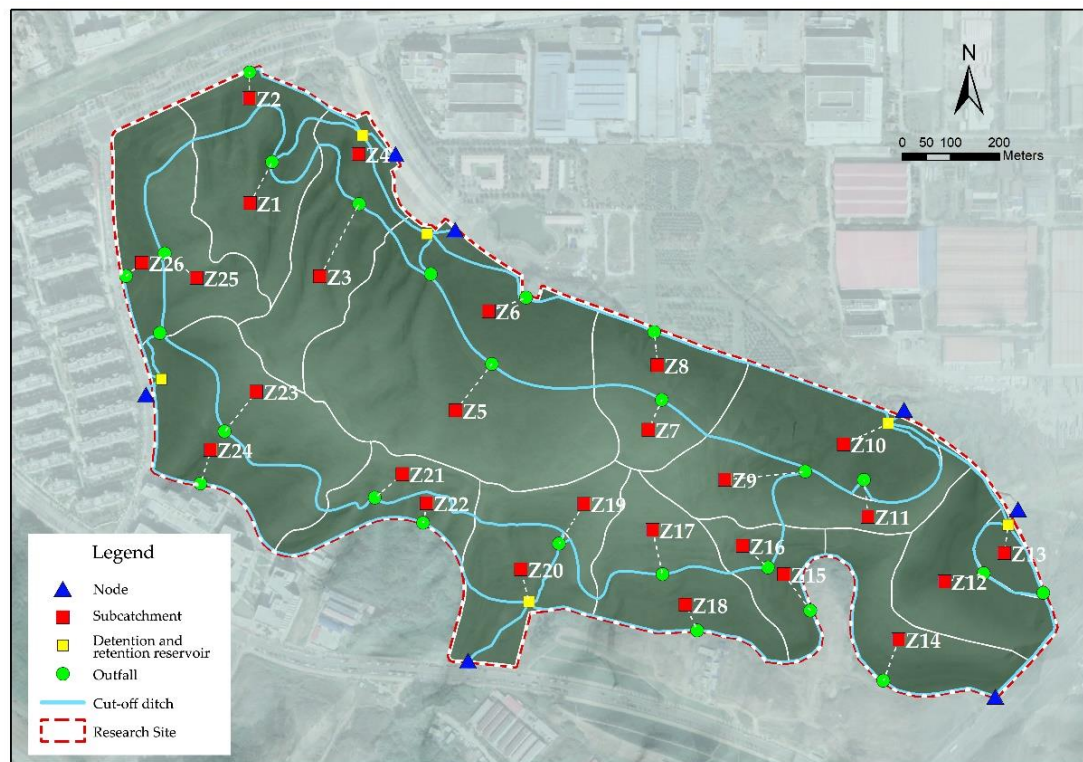 N
0 50 100 200
Meters
Z2
Z4
Z1
Z26
Z25
Z3
Z6
Z8
Z23
Z5
Z7
Z10
Z24
Z21
Z9
Z22
Z19
Z11
Z17
Z16
Z13
Z20
Z15
Z12
Z18
Z14
Legend
Node
Subcatchment
Detention and
retention reservoir
Outfall
Cut-off ditch
Research Site